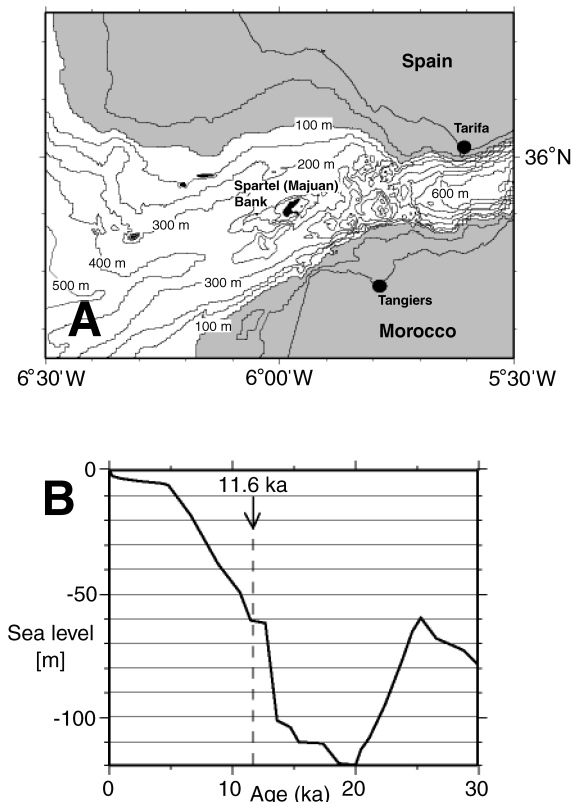 Spain
Tarifa
100 m
36°N
200 m
Spartel (Majuan)
Bank
600 m
300 m
400 m
500 m
300 m
100 m
Tangiers
Morocco
A
6°30'W
6°00'W
5°30'W
B
0
11.6 ka
-50
Sea level
[m]
-100
0
10
20
30
Age (ka)